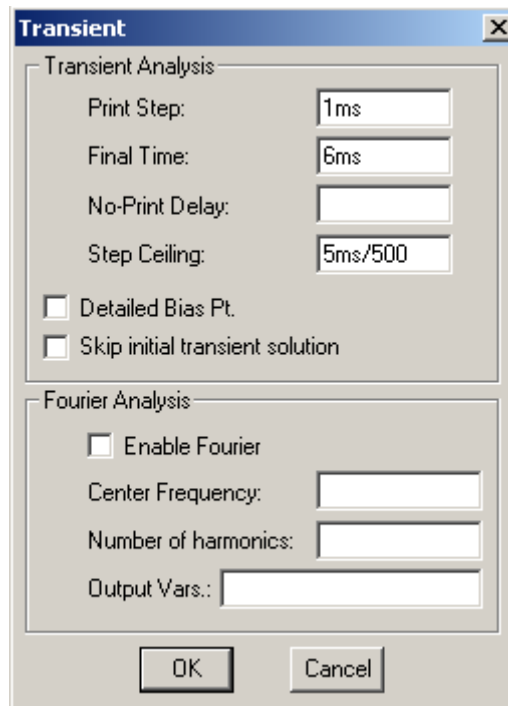 Transient
Transient Analysis
Print Step: 1ms
Final Time: 6ms
No-Print Delay:
Step Ceiling: 5ms/500
Detailed Bias Pt.
Skip initial transient solution
Fourier Analysis
Enable Fourier
Center Frequency:
Number of harmonics:
Output Vars.:
OK Cancel